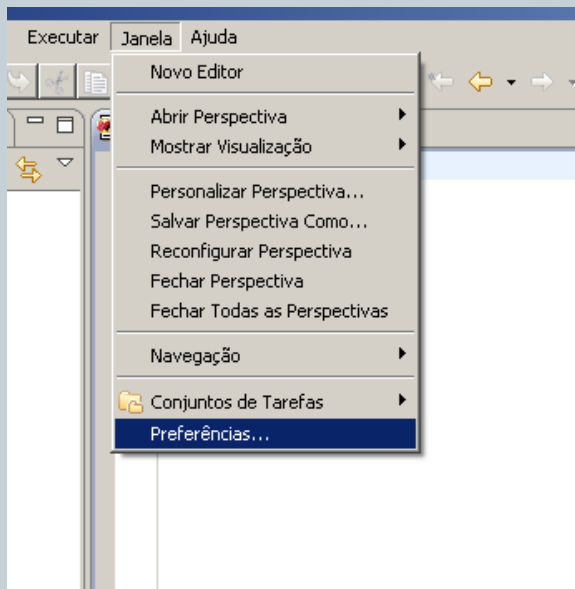 Executar Janela Ajuda
Novo Editor
Abrir Perspectiva
Mostrar Visualização
Personalizar Perspectiva...
Salvar Perspectiva Como...
Reconfigurar Perspectiva
Fechar Perspectiva
Fechar Todas as Perspectivas
Navegação
Conjuntos de Tarefas
Preferências...